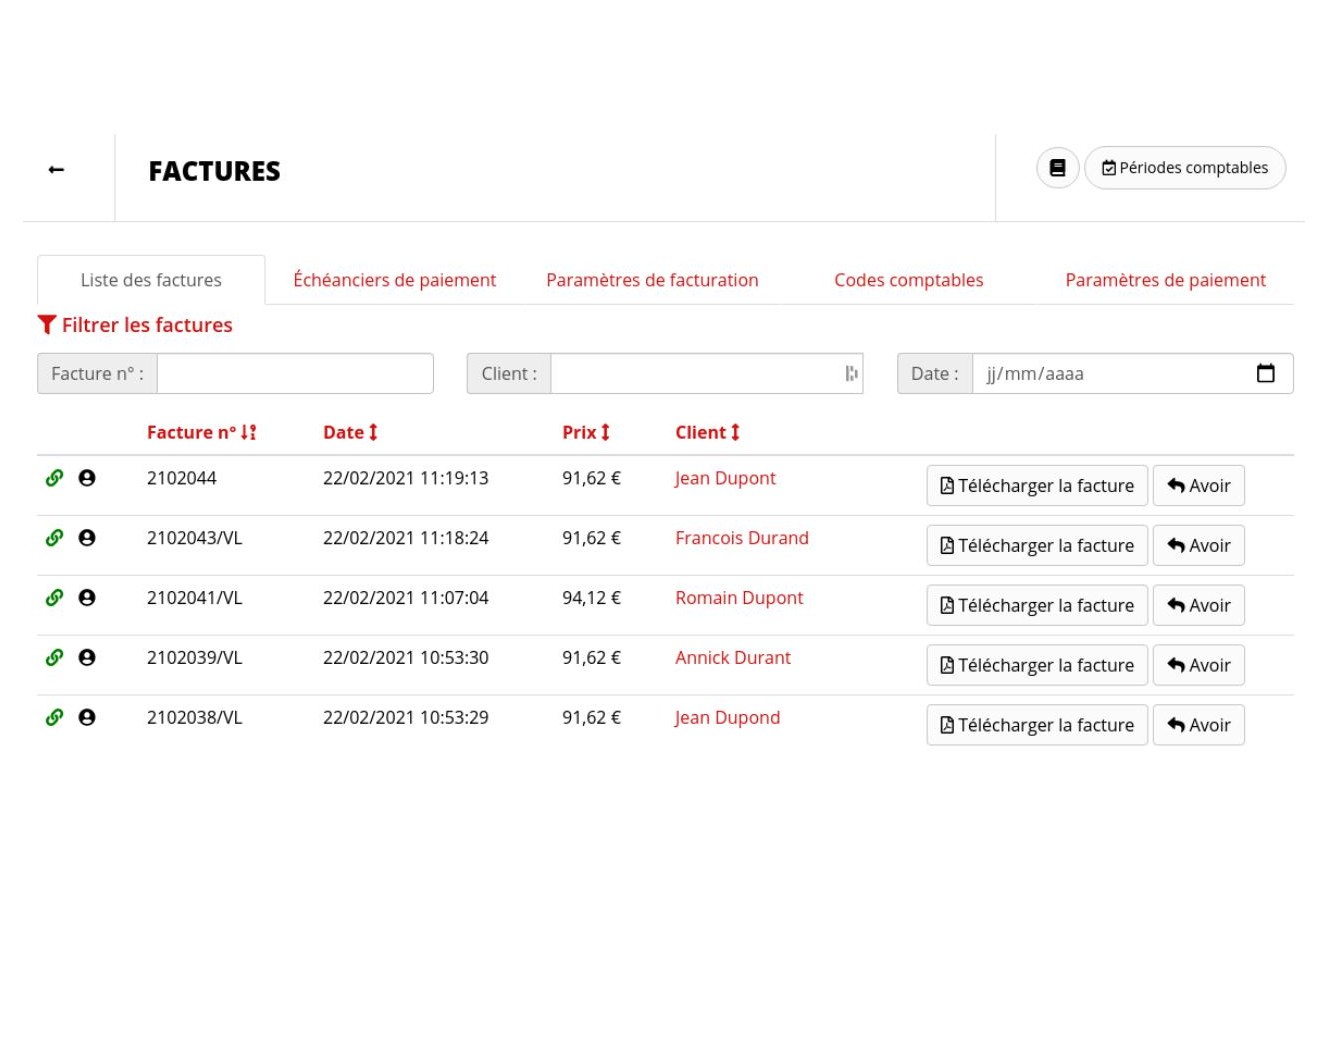 FACTURES
Périodes comptables
Liste des factures Échéanciers de paiement Paramètres de facturation Codes comptables Paramètres de paiement
Filtrer les factures
Facture n° : Client : Date : jj/mm/aaaa
Facture n° Date Prix Client
2102044 22/02/2021 11:19:13 91,62 € Jean Dupont Télécharger la facture Avoir
2102043/VL 22/02/2021 11:18:24 91,62 € Francois Durand Télécharger la facture Avoir
2102041/VL 22/02/2021 11:07:04 94,12 € Romain Dupont Télécharger la facture Avoir
2102039/VL 22/02/2021 10:53:30 91,62 € Annick Durant Télécharger la facture Avoir
2102038/VL 22/02/2021 10:53:29 91,62 € Jean Dupond Télécharger la facture Avoir